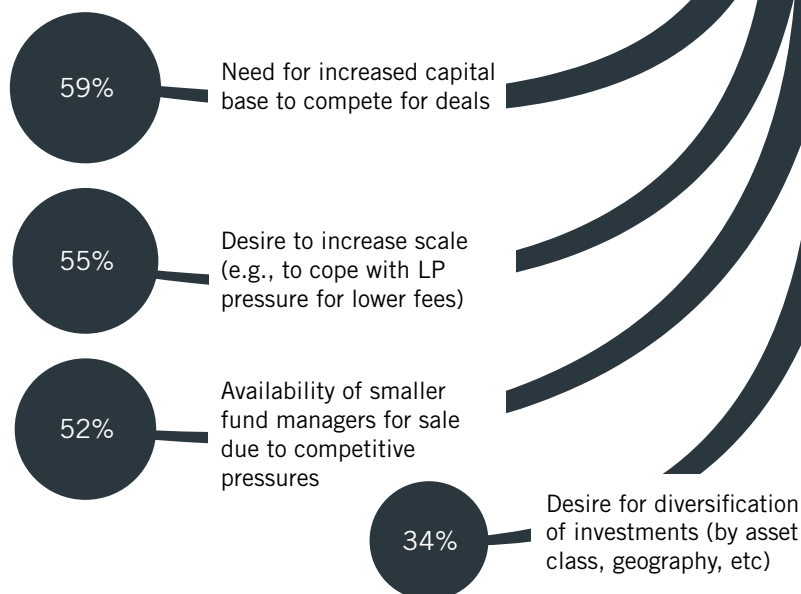 59%
Need for increased capital
base to compete for deals
55%
Desire to increase scale
(e.g., to cope with LP
pressure for lower fees)
52%
Availability of smaller
fund managers for sale
due to competitive
pressures
34%
Desire for diversification
of investments (by asset
class, geography, etc)